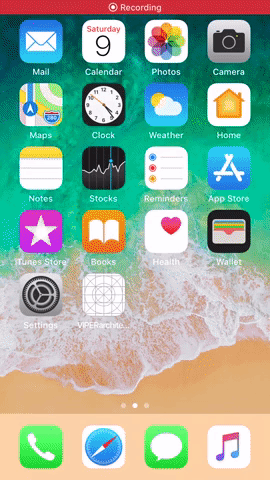 Recording
Saturday
9
Mail Calendar Photos Camera
280
Maps Clock Weather Home
Notes Stocks Reminders App Store
iTunes Store Books Health Wallet
Settings VIPERarchite...